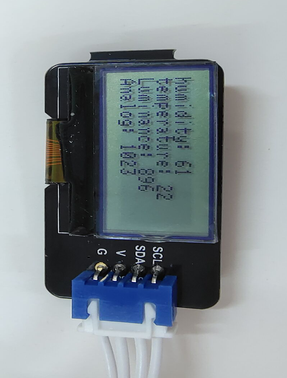 humidity: 61
temperature: 22
Luminance: 896
Analog: 1023
SCL
SDA
V
G